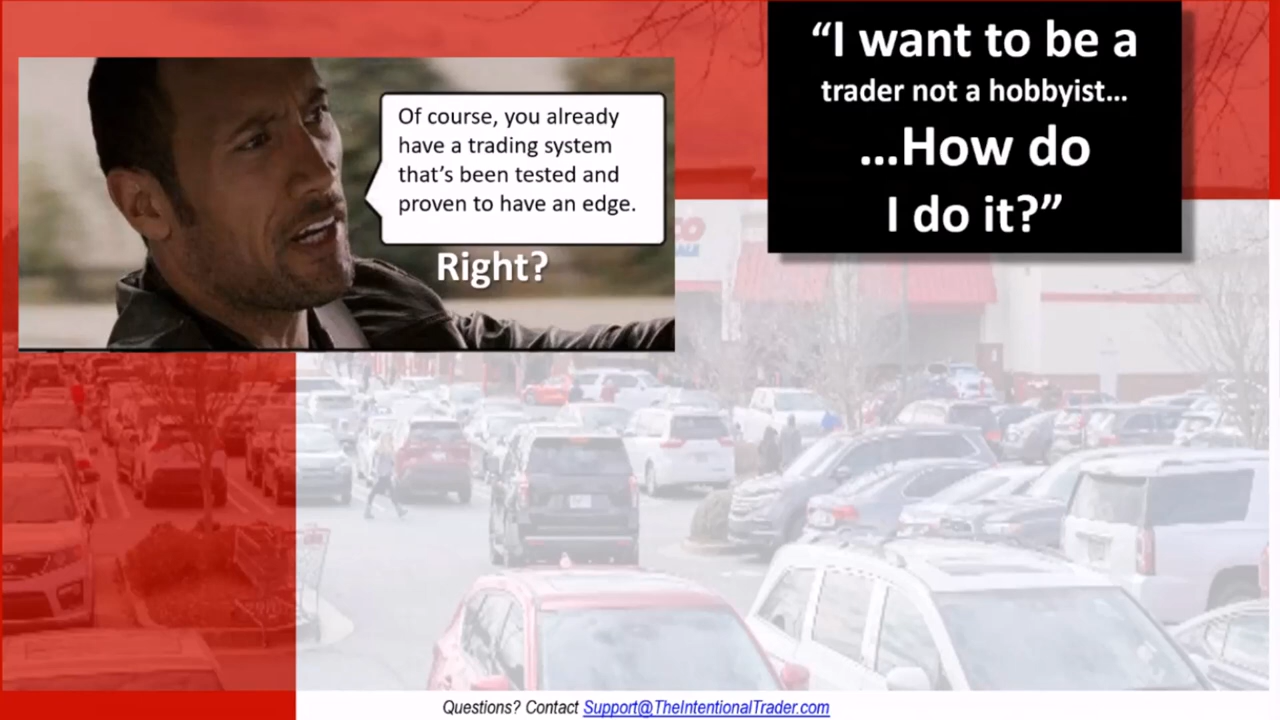 “I want to be a
trader not a hobbyist...
...How do
I do it?”
Of course, you already
have a trading system
that’s been tested and
proven to have an edge.
Right?
Questions? Contact Support@TheIntentionalTrader.com